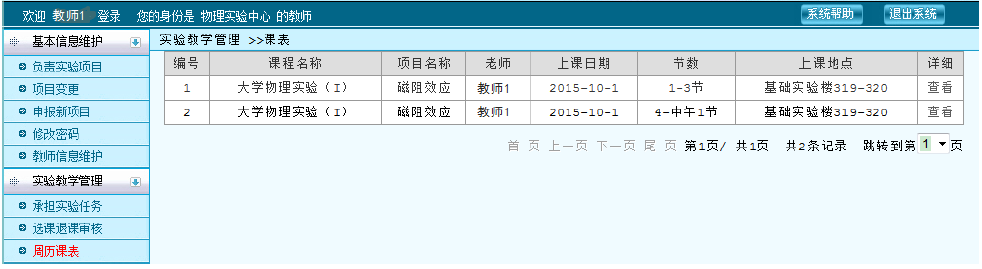 欢迎 教师1 登录 您的身份是 物理实验中心 的教师 系统帮助 退出系统
基本信息维护
负责实验项目
项目变更
申报新项目
修改密码
教师信息维护
实验教学管理
承担实验任务
选课退课审核
周历课表
实验教学管理 >>课表
编号 课程名称 项目名称 老师 上课日期 节数 上课地点 详细
1 大学物理实验（I） 磁阻效应 教师1 2015-10-1 1-3节 基础实验楼319-320 查看
2 大学物理实验（I） 磁阻效应 教师1 2015-10-1 4-中午1节 基础实验楼319-320 查看
首 页 上一页 下一页 尾 页 第1页/ 共1页 共2条记录 跳转到第 1 页